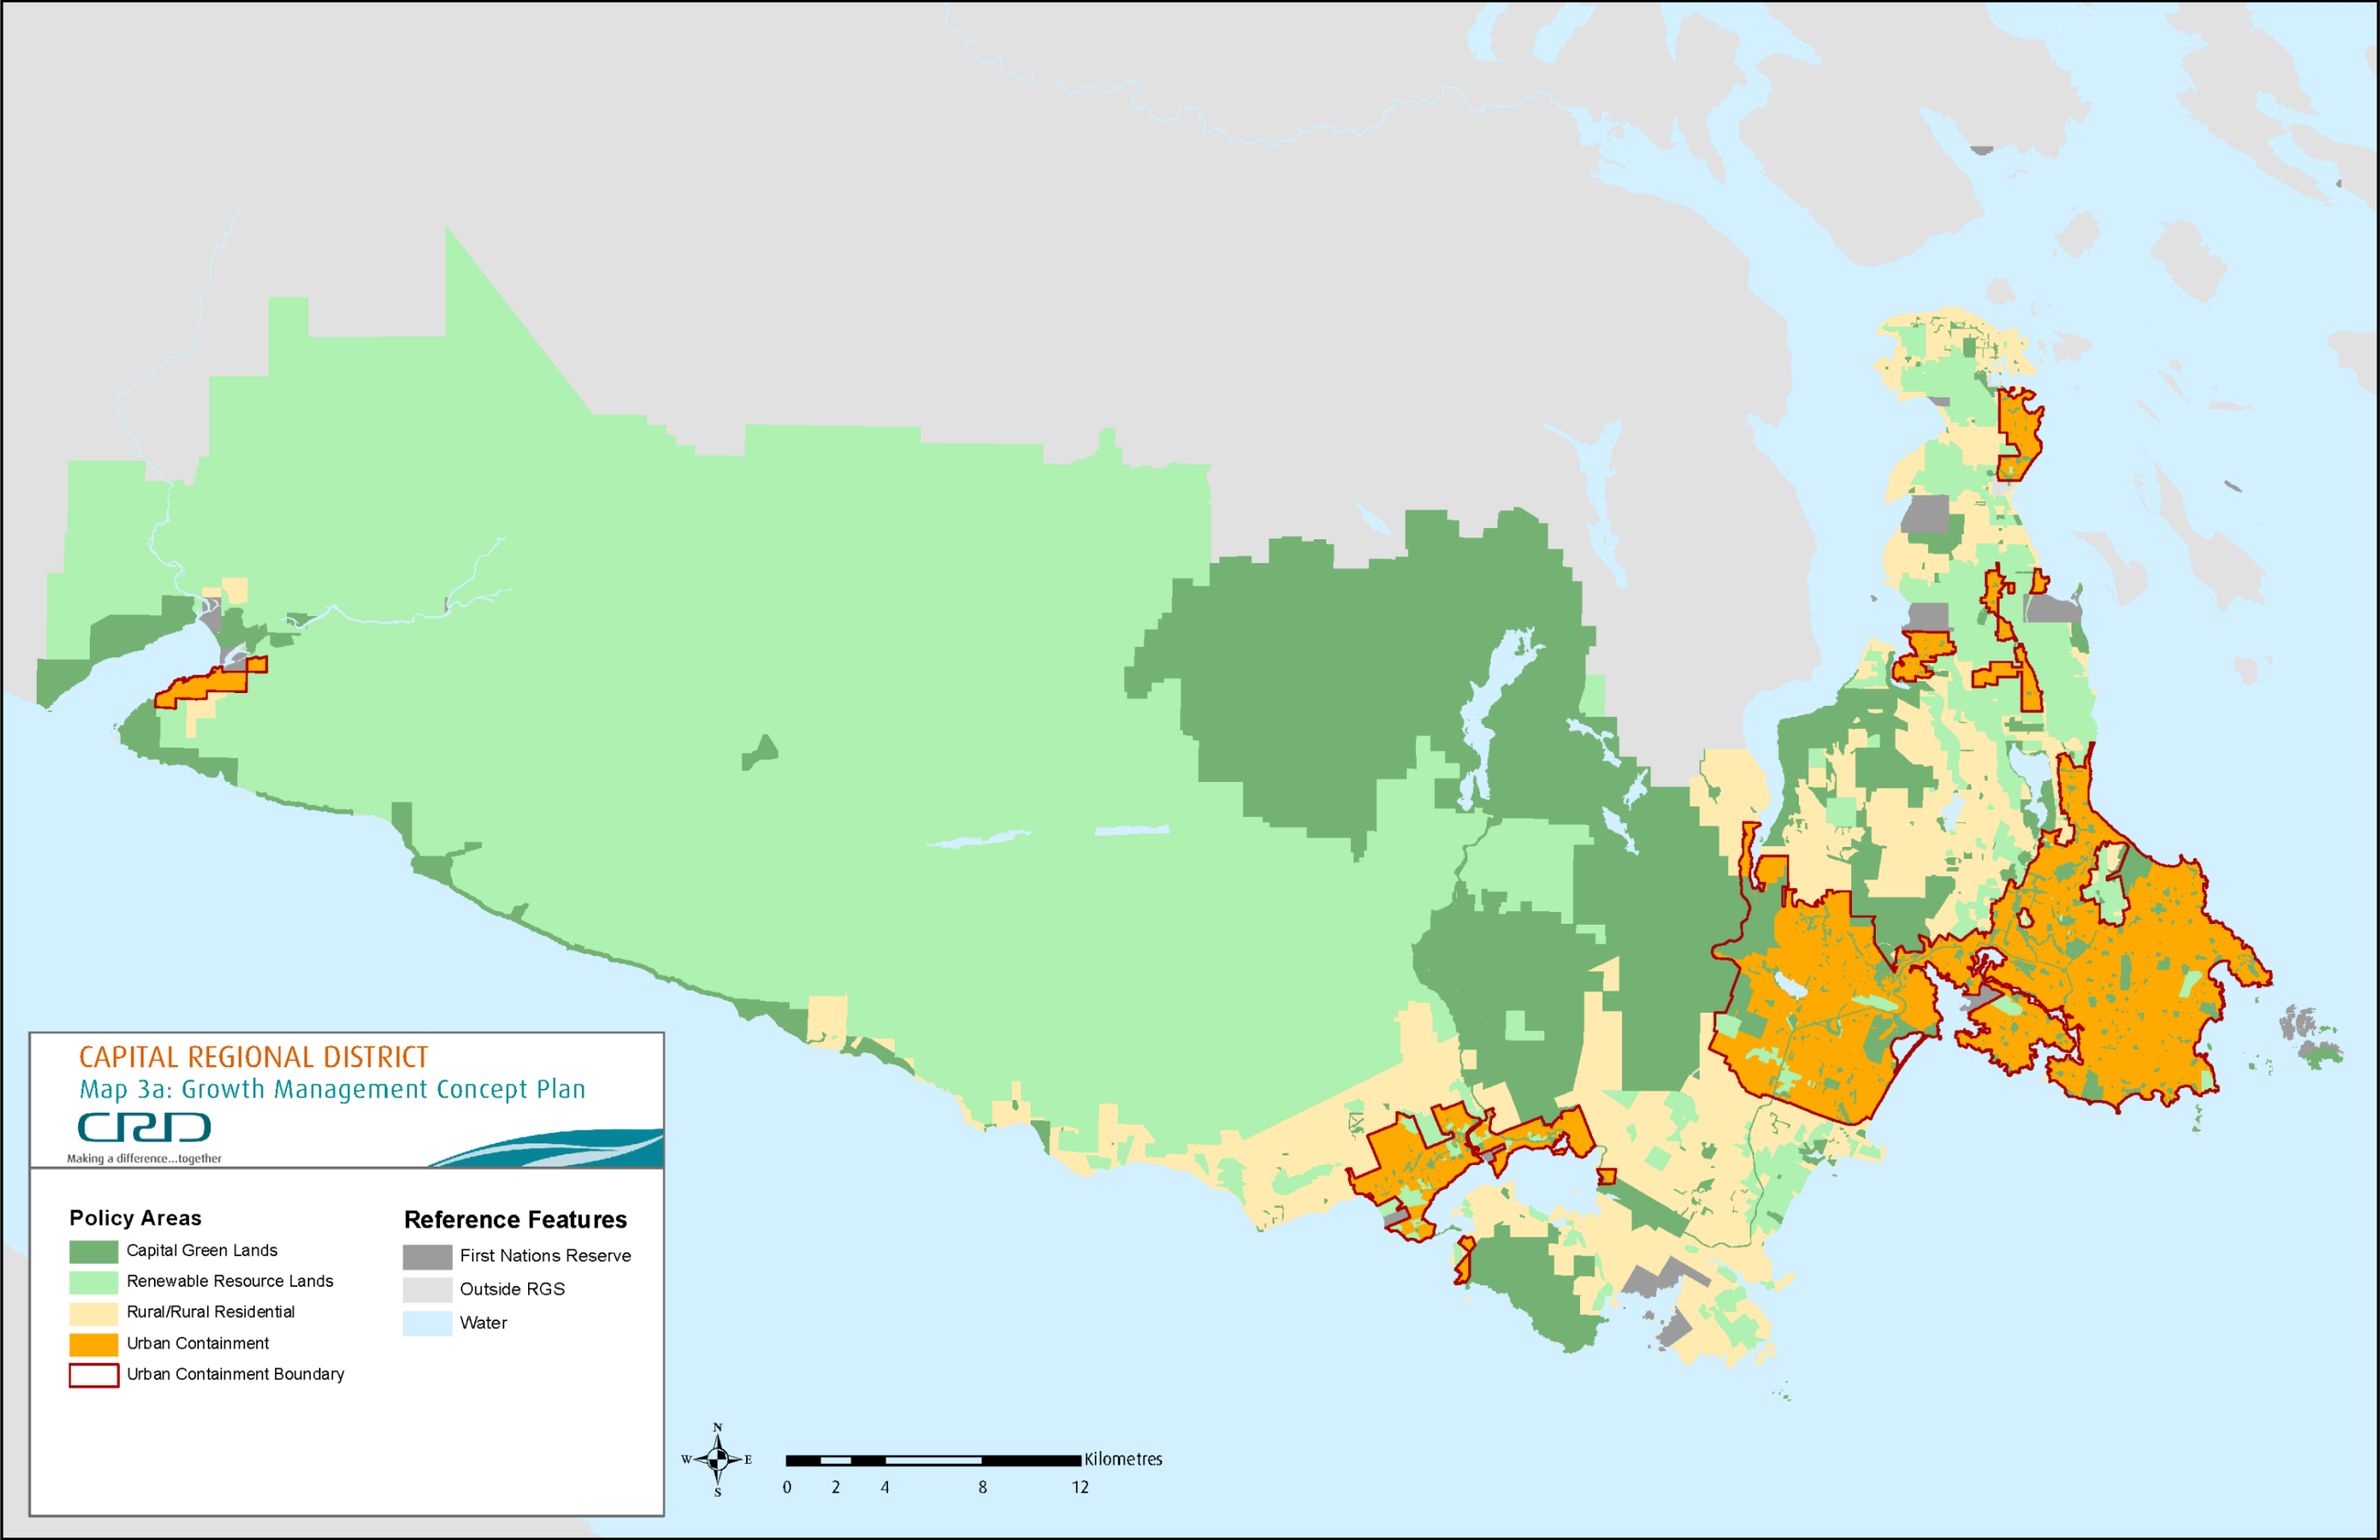 CAPITAL REGIONAL DISTRICT
Map 3a: Growth Management Concept Plan
CRD
Making a difference...together
Policy Areas
Capital Green Lands
Renewable Resource Lands
Rural/Rural Residential
Urban Containment
Urban Containment Boundary
Reference Features
First Nations Reserve
Outside RGS
Water
N
W E
S
Kilometres
0 2 4 8 12